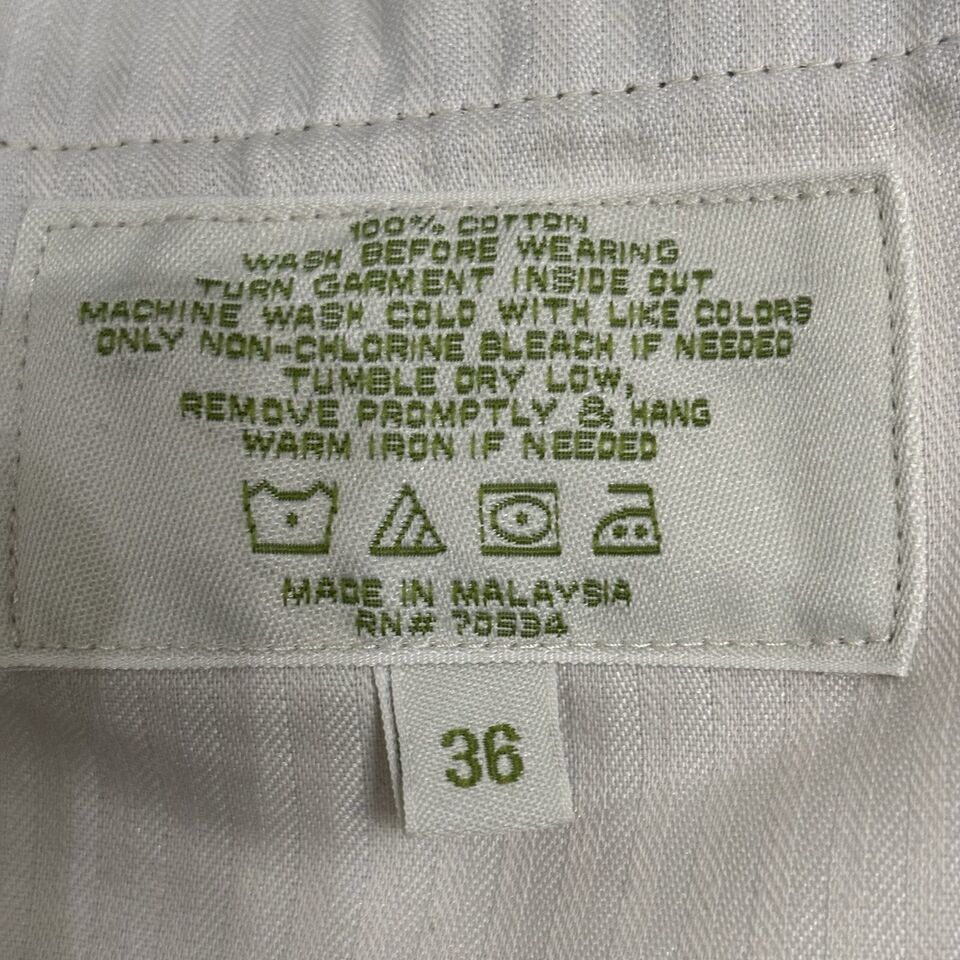 100% COTTON
WASH BEFORE WEARING
TURN GARMENT INSIDE OUT
MACHINE WASH COLD WITH LIKE COLORS
ONLY NON-CHLORINE BLEACH IF NEEDED
TUMBLE DRY LOW,
REMOVE PROMPTLY & HANG
WARM IRON IF NEEDED
MADE IN MALAYSIA
RN# 70534
36